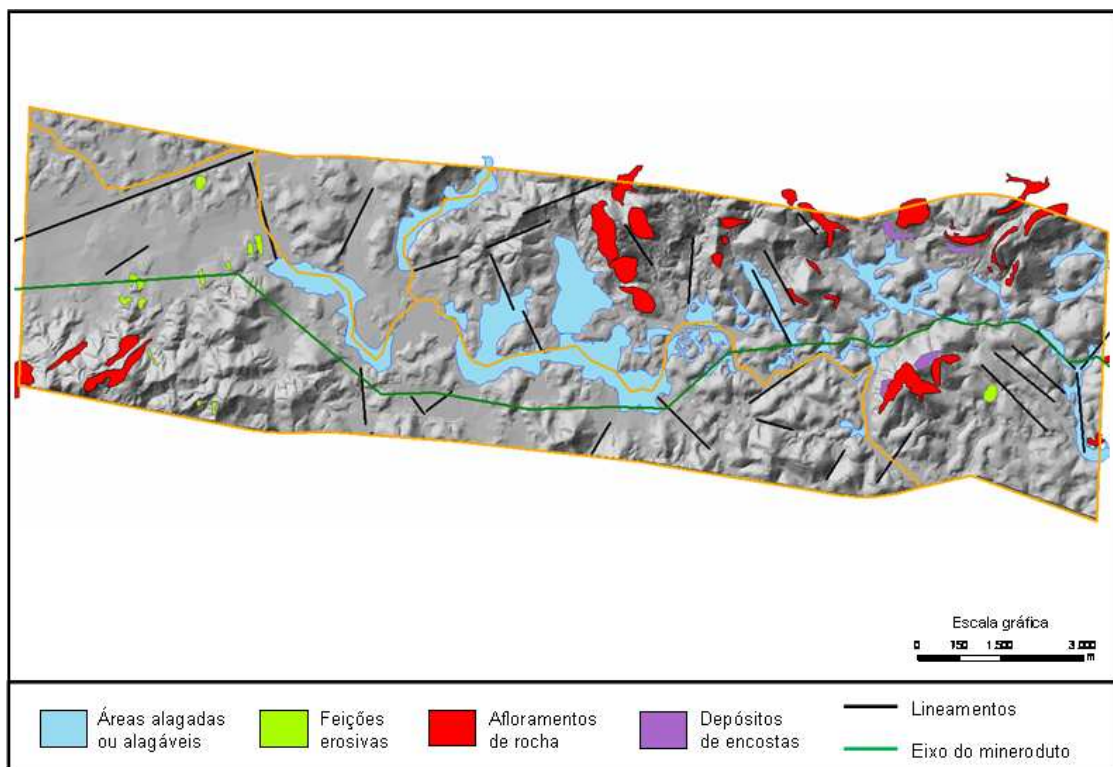 Escala gráfica
0 750 1.500 3.000
m
Áreas alagadas
ou alagáveis
Feições
erosivas
Afloramentos
de rocha
Depósitos
de encostas
Lineamentos
Eixo do mineroduto